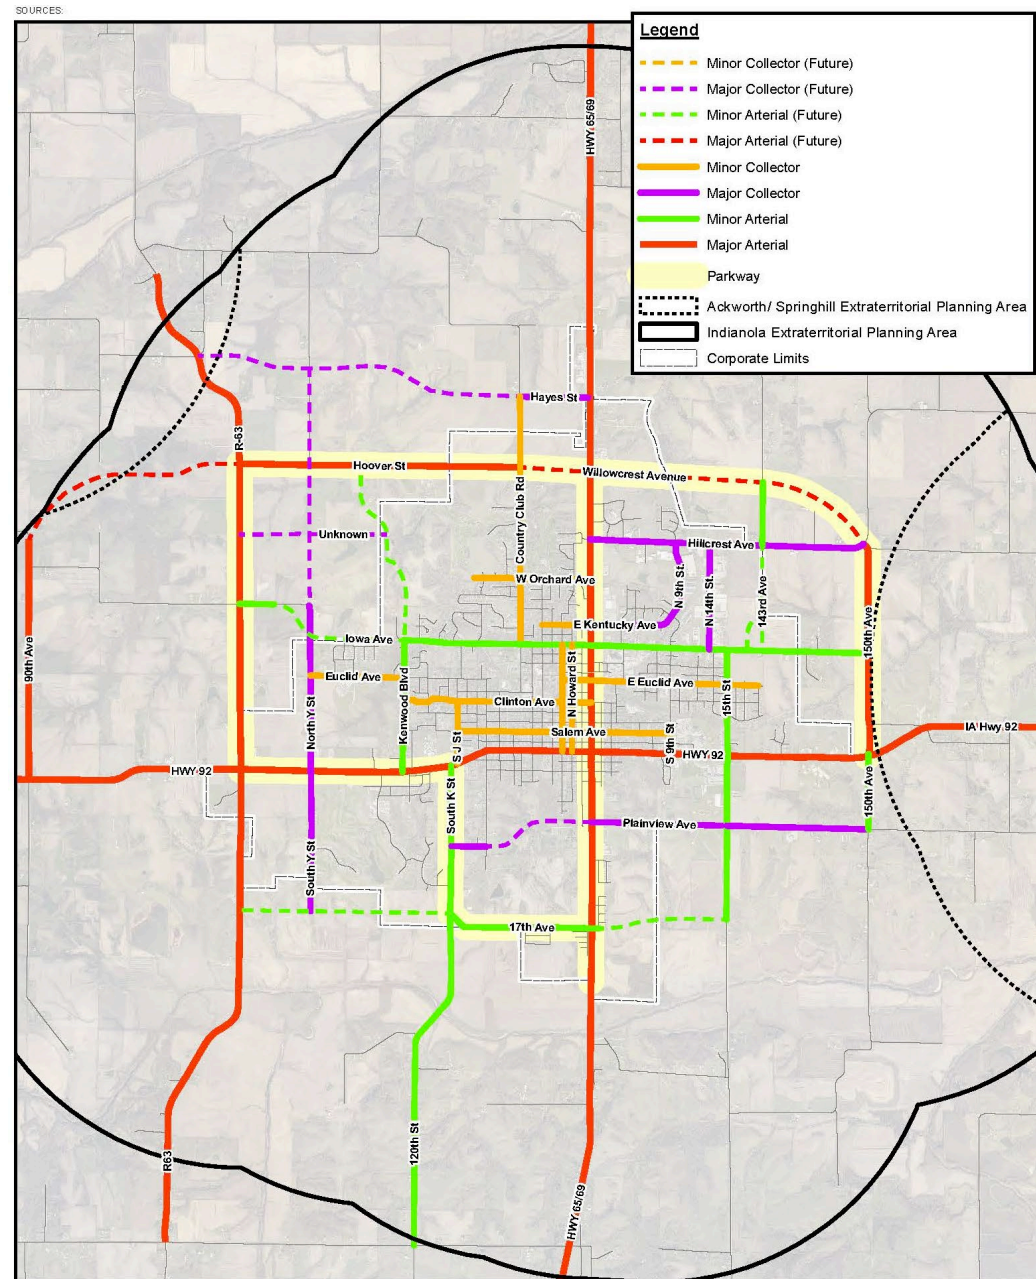 SOURCES:
Legend
Minor Collector (Future)
Major Collector (Future)
Minor Arterial (Future)
Major Arterial (Future)
Minor Collector
Major Collector
Minor Arterial
Major Arterial
Parkway
Ackworth/ Springhill Extraterritorial Planning Area
Indianola Extraterritorial Planning Area
Corporate Limits
HWY 65/69
Hayes St
R-63
Hoover St
Willowcrest Avenue
Country Club Rd
Unknown
Hillcrest Ave
W Orchard Ave
N 9th St.
N 14th St.
143rd Ave
E Kentucky Ave
Iowa Ave
90th Ave
150th Ave
Euclid Ave
Kenwood Blvd
N Howard St
E Euclid Ave
15th St
North Y St
Clinton Ave
S J St
Salem Ave
S 9th St
IA Hwy 92
HWY 92
HWY 92
South K St
150th Ave
Plainview Ave
South Y St
17th Ave
120th St
R63
HWY 65/69